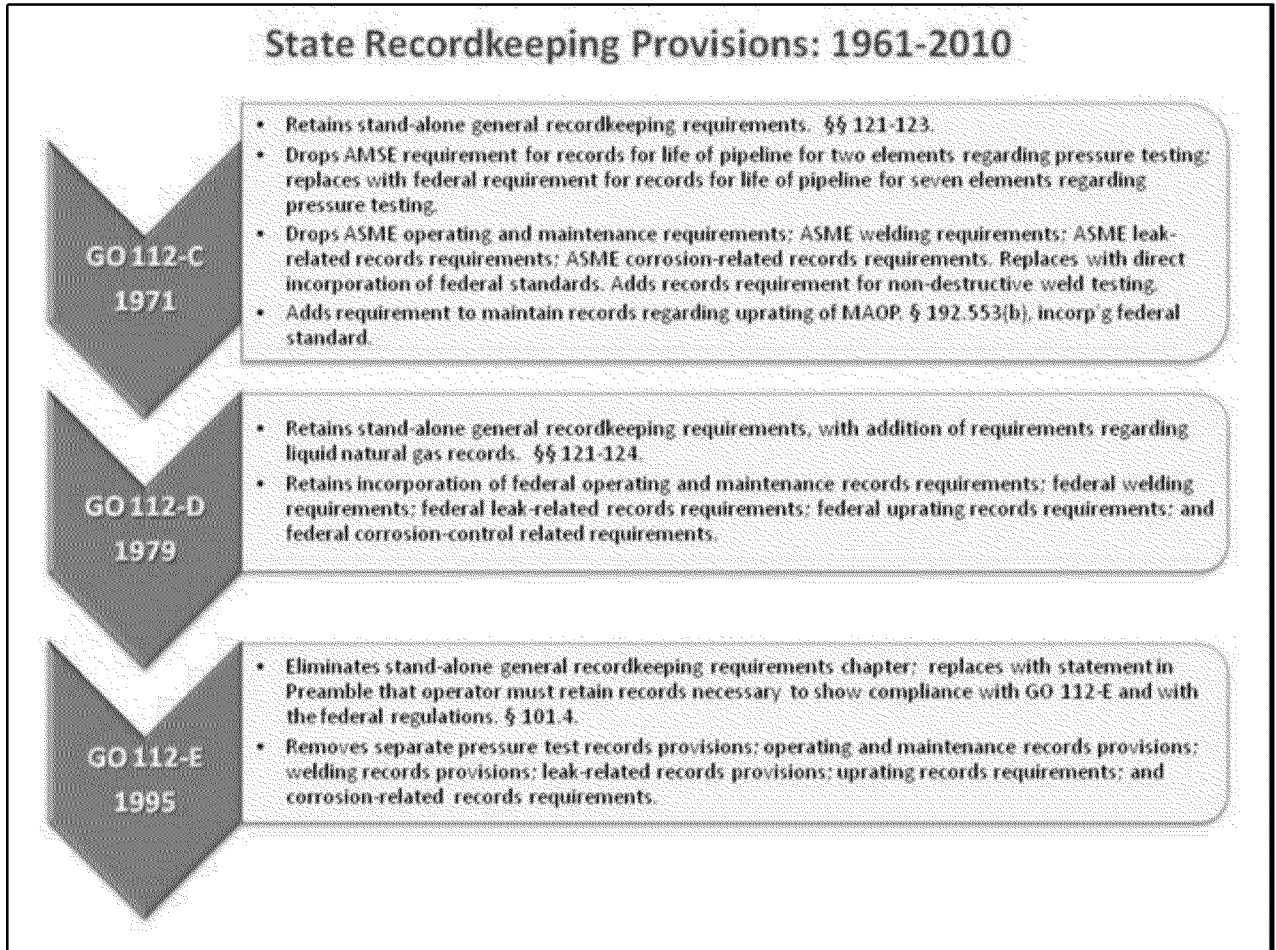 State Recordkeeping Provisions: 1961-2010
GO 112-C
1971
• Retains stand-alone general recordkeeping requirements. §§ 121-123.
• Drops AMSE requirement for records for life of pipeline for two elements regarding pressure testing;
replaces with federal requirement for records for life of pipeline for seven elements regarding
pressure testing.
• Drops ASME operating and maintenance requirements; ASME welding requirements; ASME leak-
related records requirements; ASME corrosion-related records requirements. Replaces with direct
incorporation of federal standards. Adds records requirement for non-destructive weld testing.
• Adds requirement to maintain records regarding uprating of MAOP. § 192.553(b), incorp'g federal
standard.
GO 112-D
1979
• Retains stand-alone general recordkeeping requirements, with addition of requirements regarding
liquid natural gas records. §§ 121-124.
• Retains incorporation of federal operating and maintenance records requirements; federal welding
requirements; federal leak-related records requirements; federal uprating records requirements; and
federal corrosion-control related requirements.
GO 112-E
1995
• Eliminates stand-alone general recordkeeping requirements chapter; replaces with statement in
Preamble that operator must retain records necessary to show compliance with GO 112-E and with
the federal regulations. § 101.4.
• Removes separate pressure test records provisions; operating and maintenance records provisions;
welding records provisions; leak-related records provisions; uprating records requirements; and
corrosion-related records requirements.